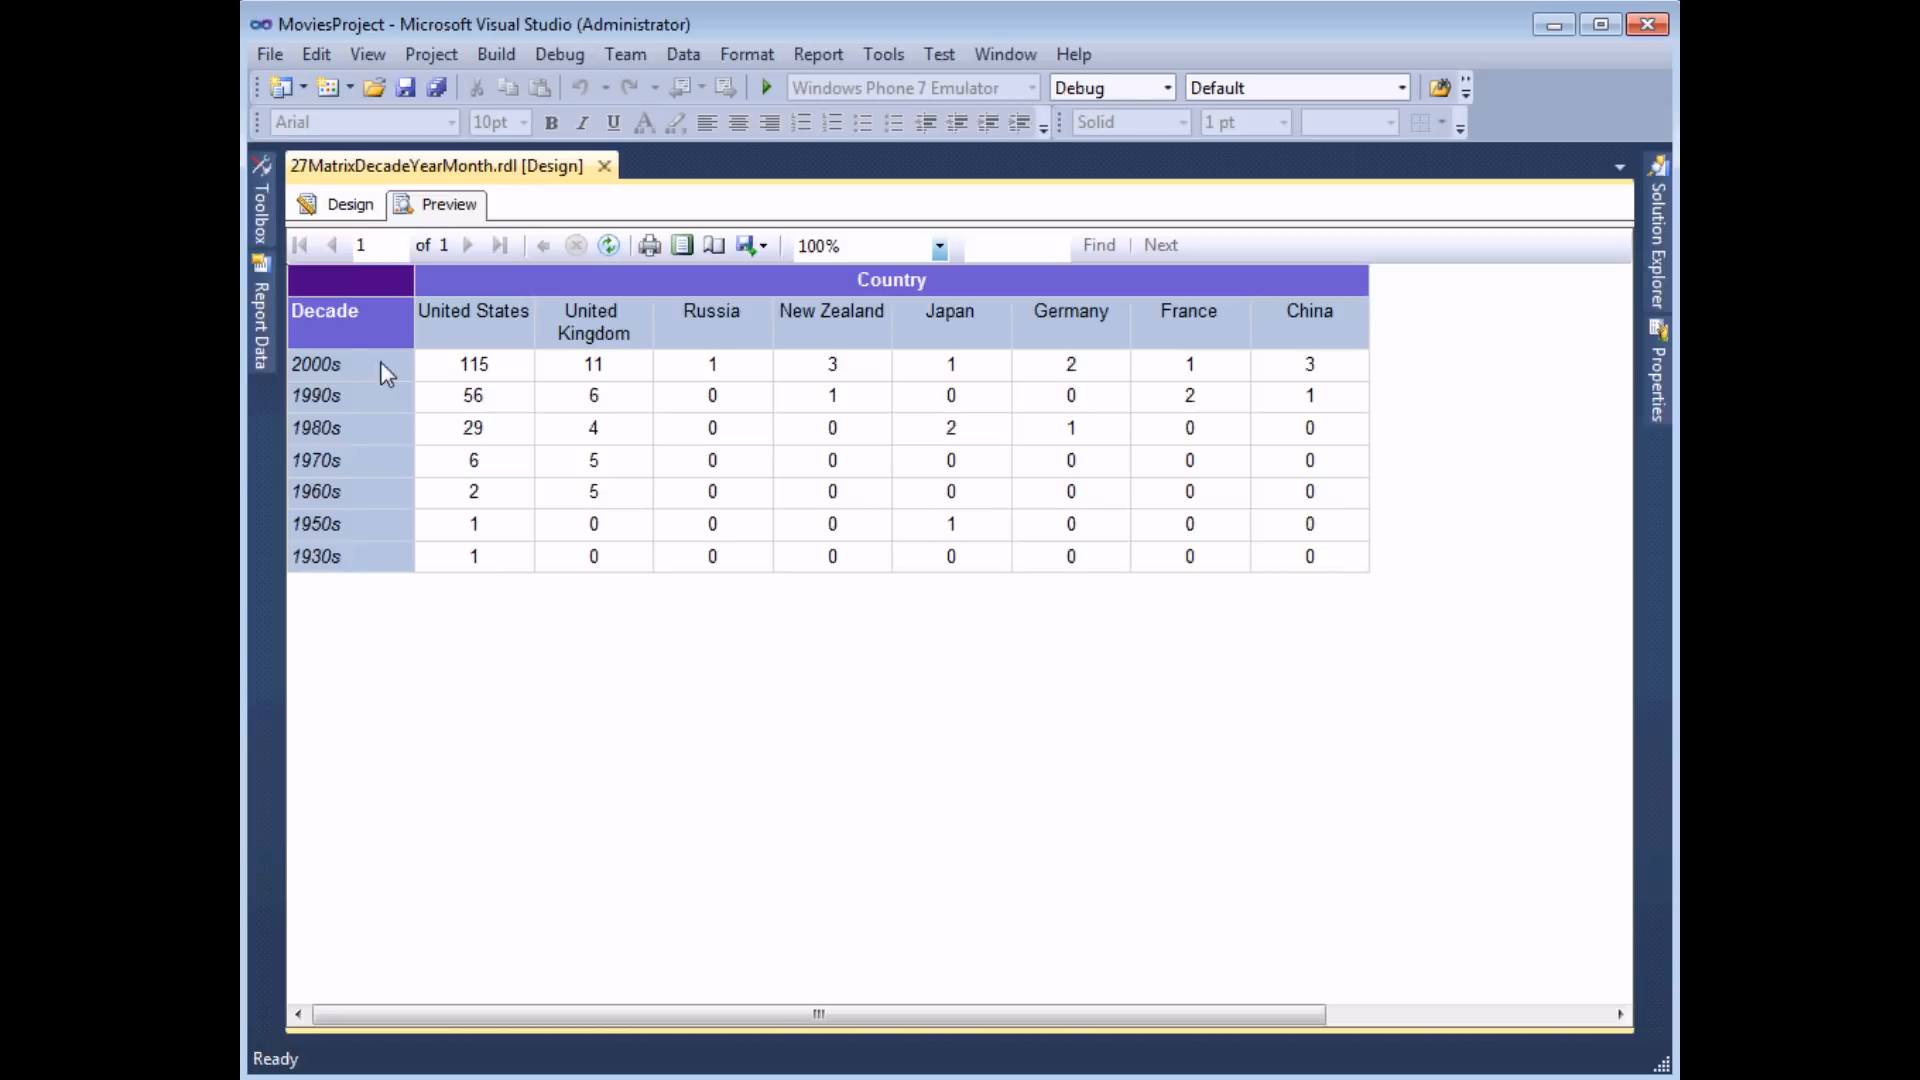 MoviesProject - Microsoft Visual Studio (Administrator)
File Edit View Project Build Debug Team Data Format Report Tools Test Window Help
Windows Phone 7 Emulator Debug Default
Arial 10pt B I U A Solid 1 pt
27MatrixDecadeYearMonth.rdl [Design]
Toolbox
Report Data
Solution Explorer
Properties
Design Preview
1 of 1 100% Find Next
Country
Decade United States United Kingdom Russia New Zealand Japan Germany France China
2000s 115 11 1 3 1 2 1 3
1990s 56 6 0 1 0 0 2 1
1980s 29 4 0 0 2 1 0 0
1970s 6 5 0 0 0 0 0 0
1960s 2 5 0 0 0 0 0 0
1950s 1 0 0 0 1 0 0 0
1930s 1 0 0 0 0 0 0 0
Ready